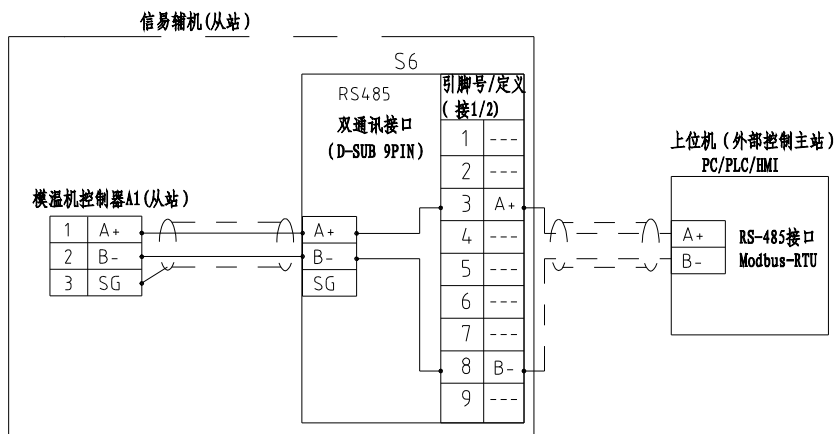 信易辅机(从站)
S6
RS485
双通讯接口
(D-SUB 9PIN)
引脚号/定义
( 接1/2)
1 ---
2 ---
3 A+
4 ---
5 ---
6 ---
7 ---
8 B-
9 ---
模温机控制器A1(从站)
1 A+
2 B-
3 SG
A+
B-
SG
上位机（外部控制主站）
PC/PLC/HMI
A+
B-
RS-485接口
Modbus-RTU